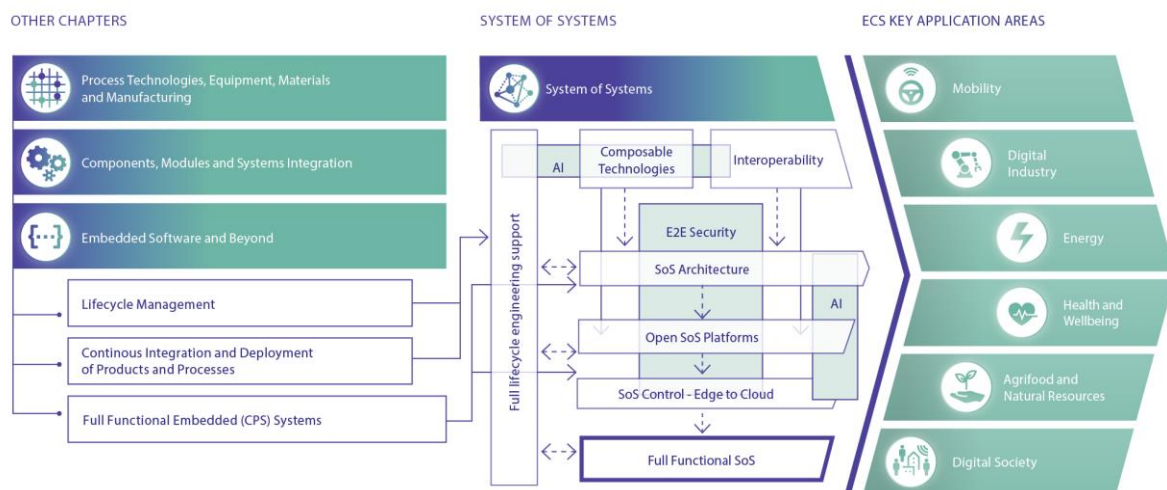 OTHER CHAPTERS
Process Technologies, Equipment, Materials
and Manufacturing
Components, Modules and Systems Integration
Embedded Software and Beyond
Lifecycle Management
Continous Integration and Deployment
of Products and Processes
Full Functional Embedded (CPS) Systems
SYSTEM OF SYSTEMS
System of Systems
Full lifecycle engineering support
AI
Composable
Technologies
Interoperability
E2E Security
SoS Architecture
AI
Open SoS Platforms
SoS Control - Edge to Cloud
Full Functional SoS
ECS KEY APPLICATION AREAS
Mobility
Digital
Industry
Energy
Health and
Wellbeing
Agrifood and
Natural Resources
Digital Society